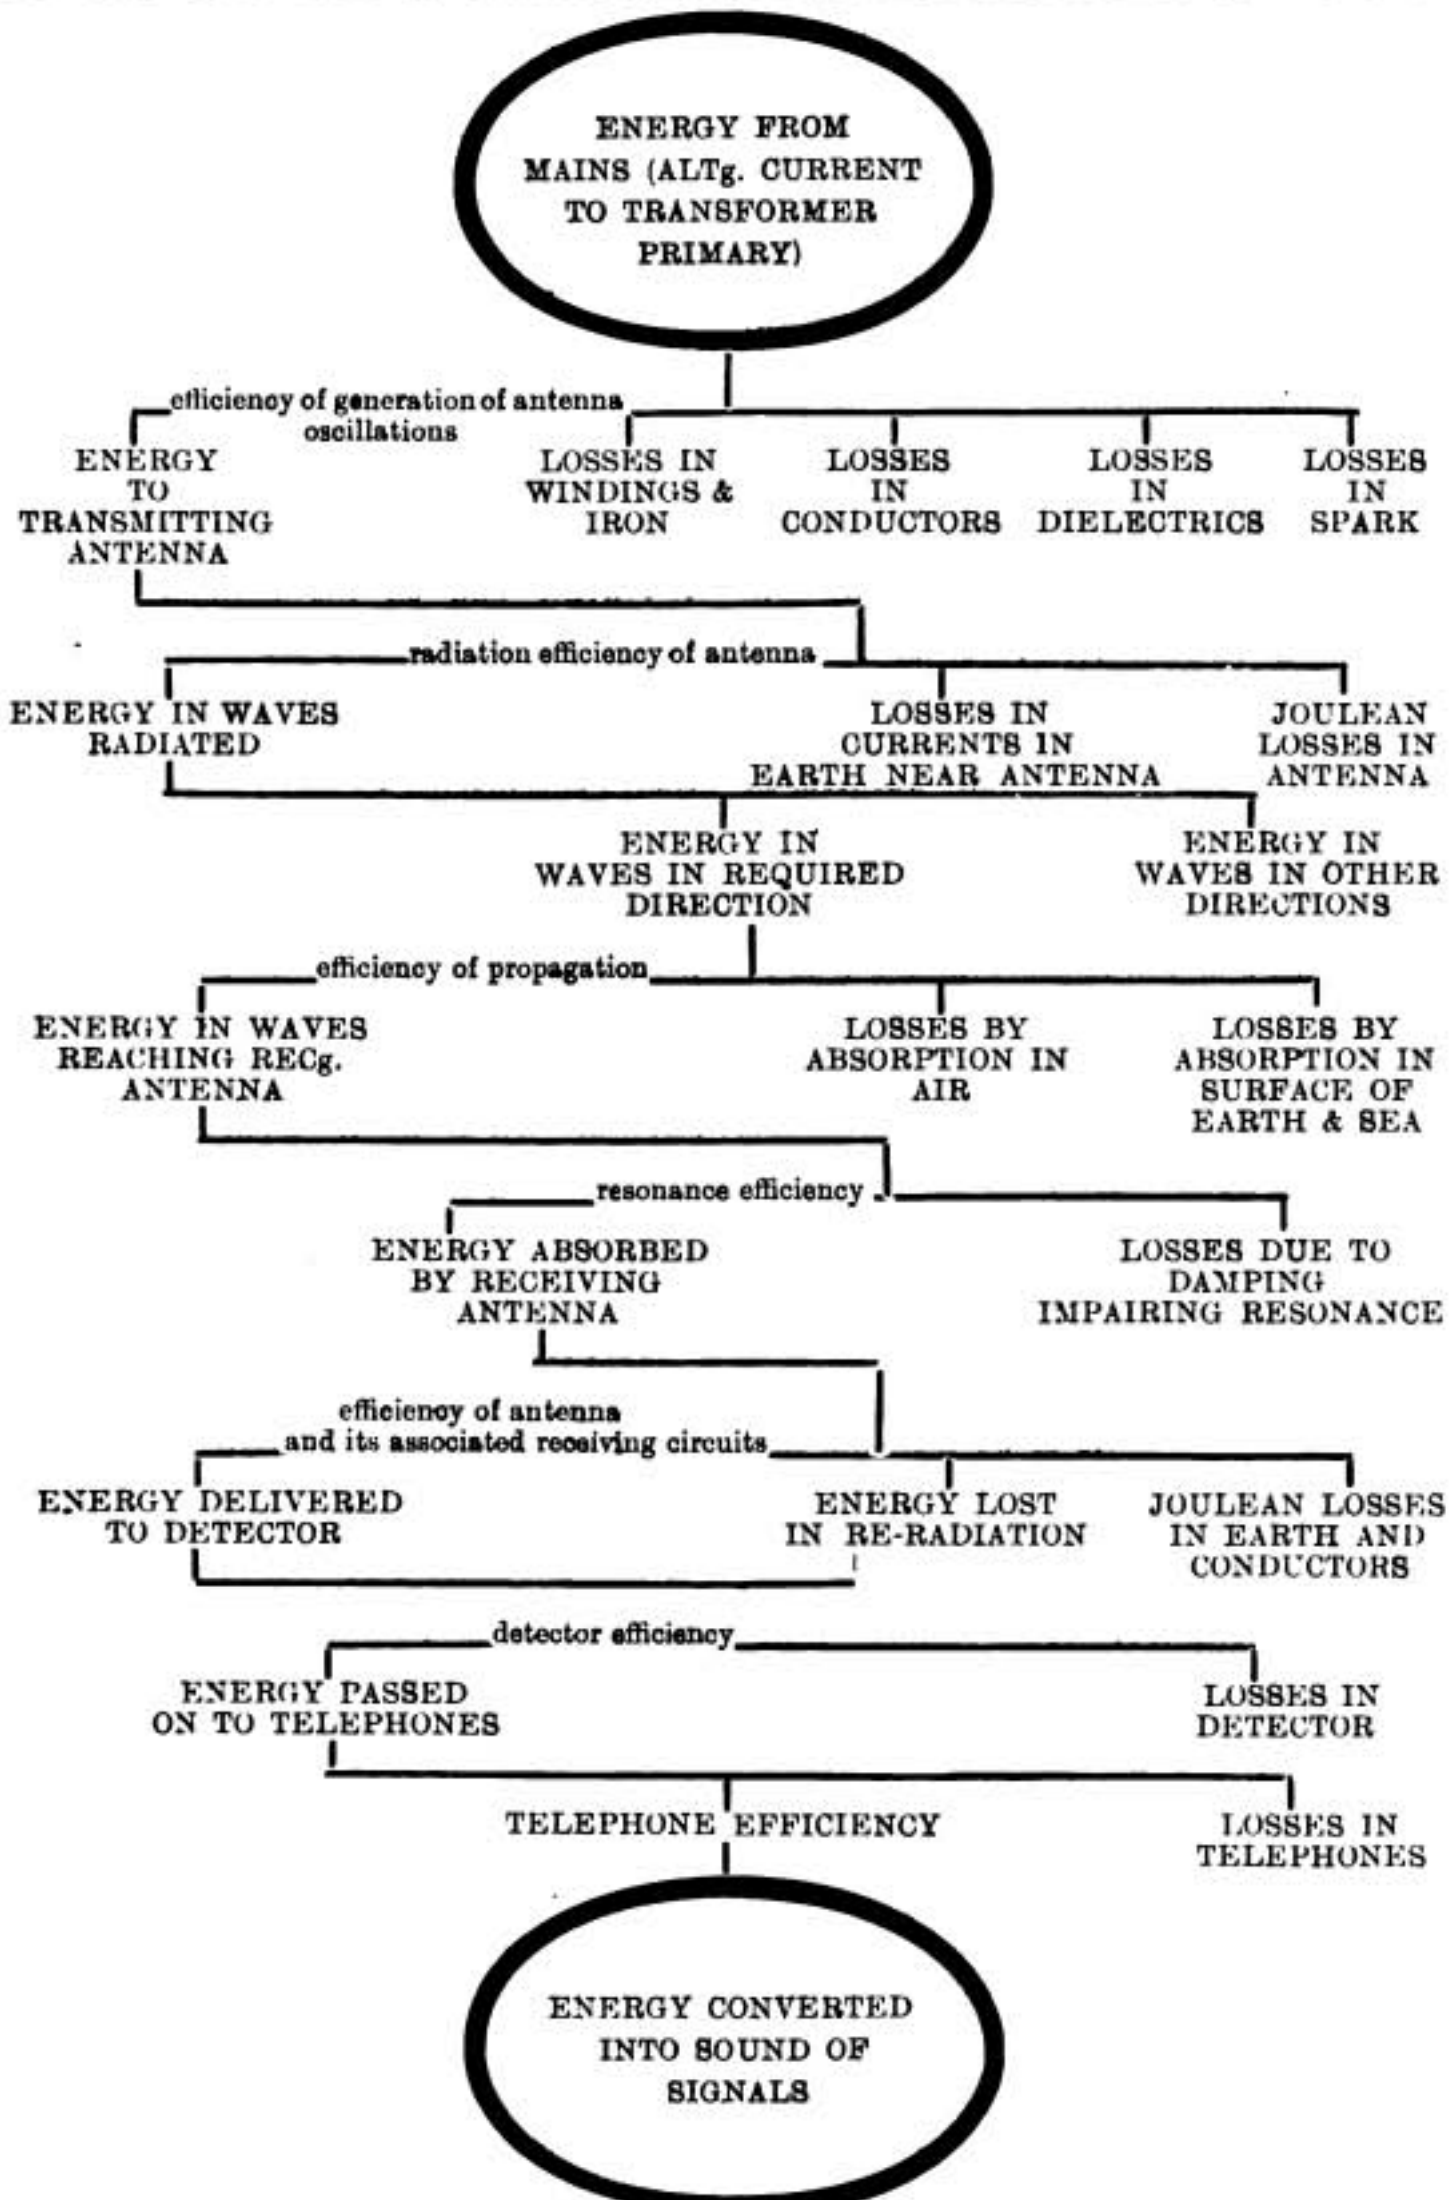 ENERGY FROM
MAINS (ALTg. CURRENT
TO TRANSFORMER
PRIMARY)
efficiency of generation of antenna
oscillations
ENERGY
TO
TRANSMITTING
ANTENNA
LOSSES IN
WINDINGS &
IRON
LOSSES
IN
CONDUCTORS
LOSSES
IN
DIELECTRICS
LOSSES
IN
SPARK
radiation efficiency of antenna
ENERGY IN WAVES
RADIATED
LOSSES IN
CURRENTS IN
EARTH NEAR ANTENNA
JOULEAN
LOSSES IN
ANTENNA
ENERGY IN
WAVES IN REQUIRED
DIRECTION
ENERGY IN
WAVES IN OTHER
DIRECTIONS
efficiency of propagation
ENERGY IN WAVES
REACHING RECg.
ANTENNA
LOSSES BY
ABSORPTION IN
AIR
LOSSES BY
ABSORPTION IN
SURFACE OF
EARTH & SEA
resonance efficiency
ENERGY ABSORBED
BY RECEIVING
ANTENNA
LOSSES DUE TO
DAMPING
IMPAIRING RESONANCE
efficiency of antenna
and its associated receiving circuits
ENERGY DELIVERED
TO DETECTOR
ENERGY LOST
IN RE-RADIATION
JOULEAN LOSSES
IN EARTH AND
CONDUCTORS
detector efficiency
ENERGY PASSED
ON TO TELEPHONES
LOSSES IN
DETECTOR
TELEPHONE EFFICIENCY
LOSSES IN
TELEPHONES
ENERGY CONVERTED
INTO SOUND OF
SIGNALS